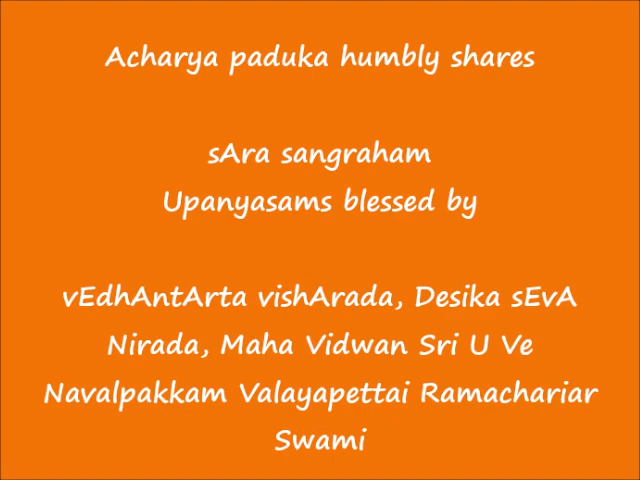 Acharya paduka humbly shares
sAra sangraham
Upanyasams blessed by
vEdhAntArta vishArada, Desika sEvA
Nirada, Maha Vidwan Sri U Ve
Navalpakkam Valayapettai Ramachariar
Swami